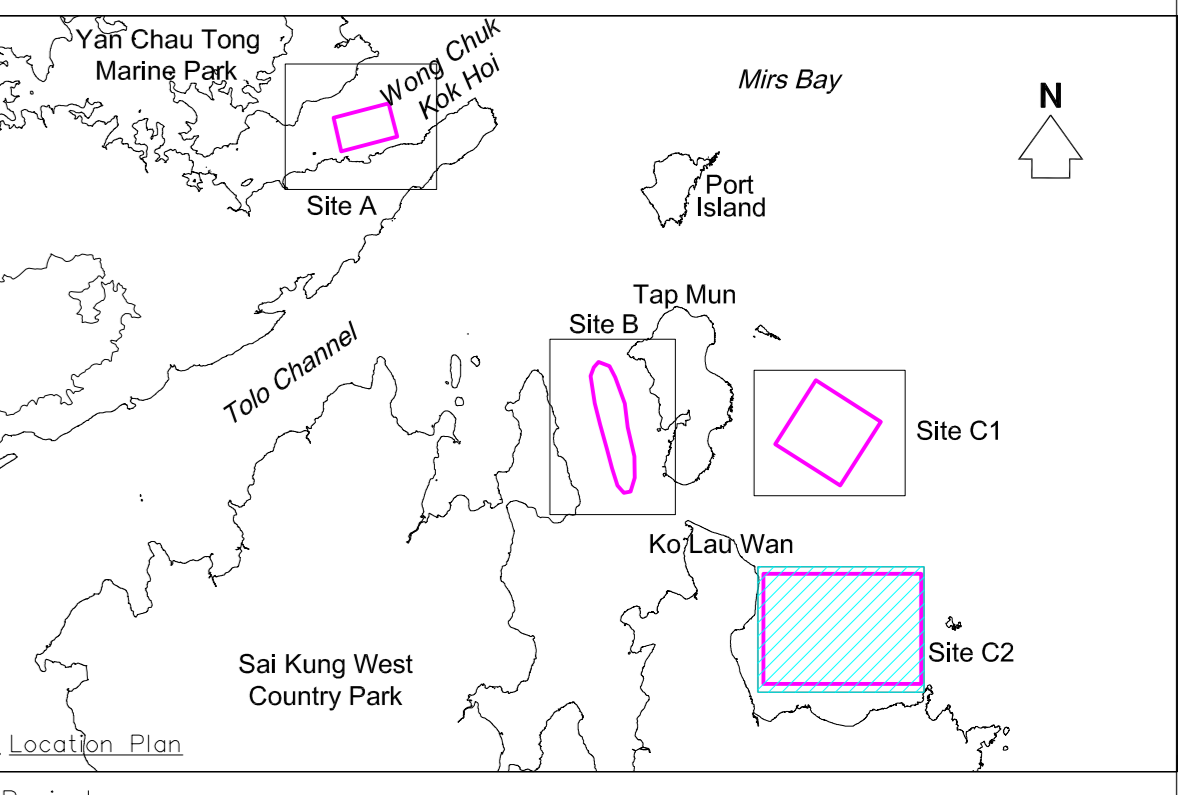 Yan Chau Tong
Marine Park
Wong Chuk
Kok Hoi
Mirs Bay
N
Site A
Port
Island
Tap Mun
Site B
Tolo Channel
Site C1
Ko Lau Wan
Site C2
Sai Kung West
Country Park
Location Plan